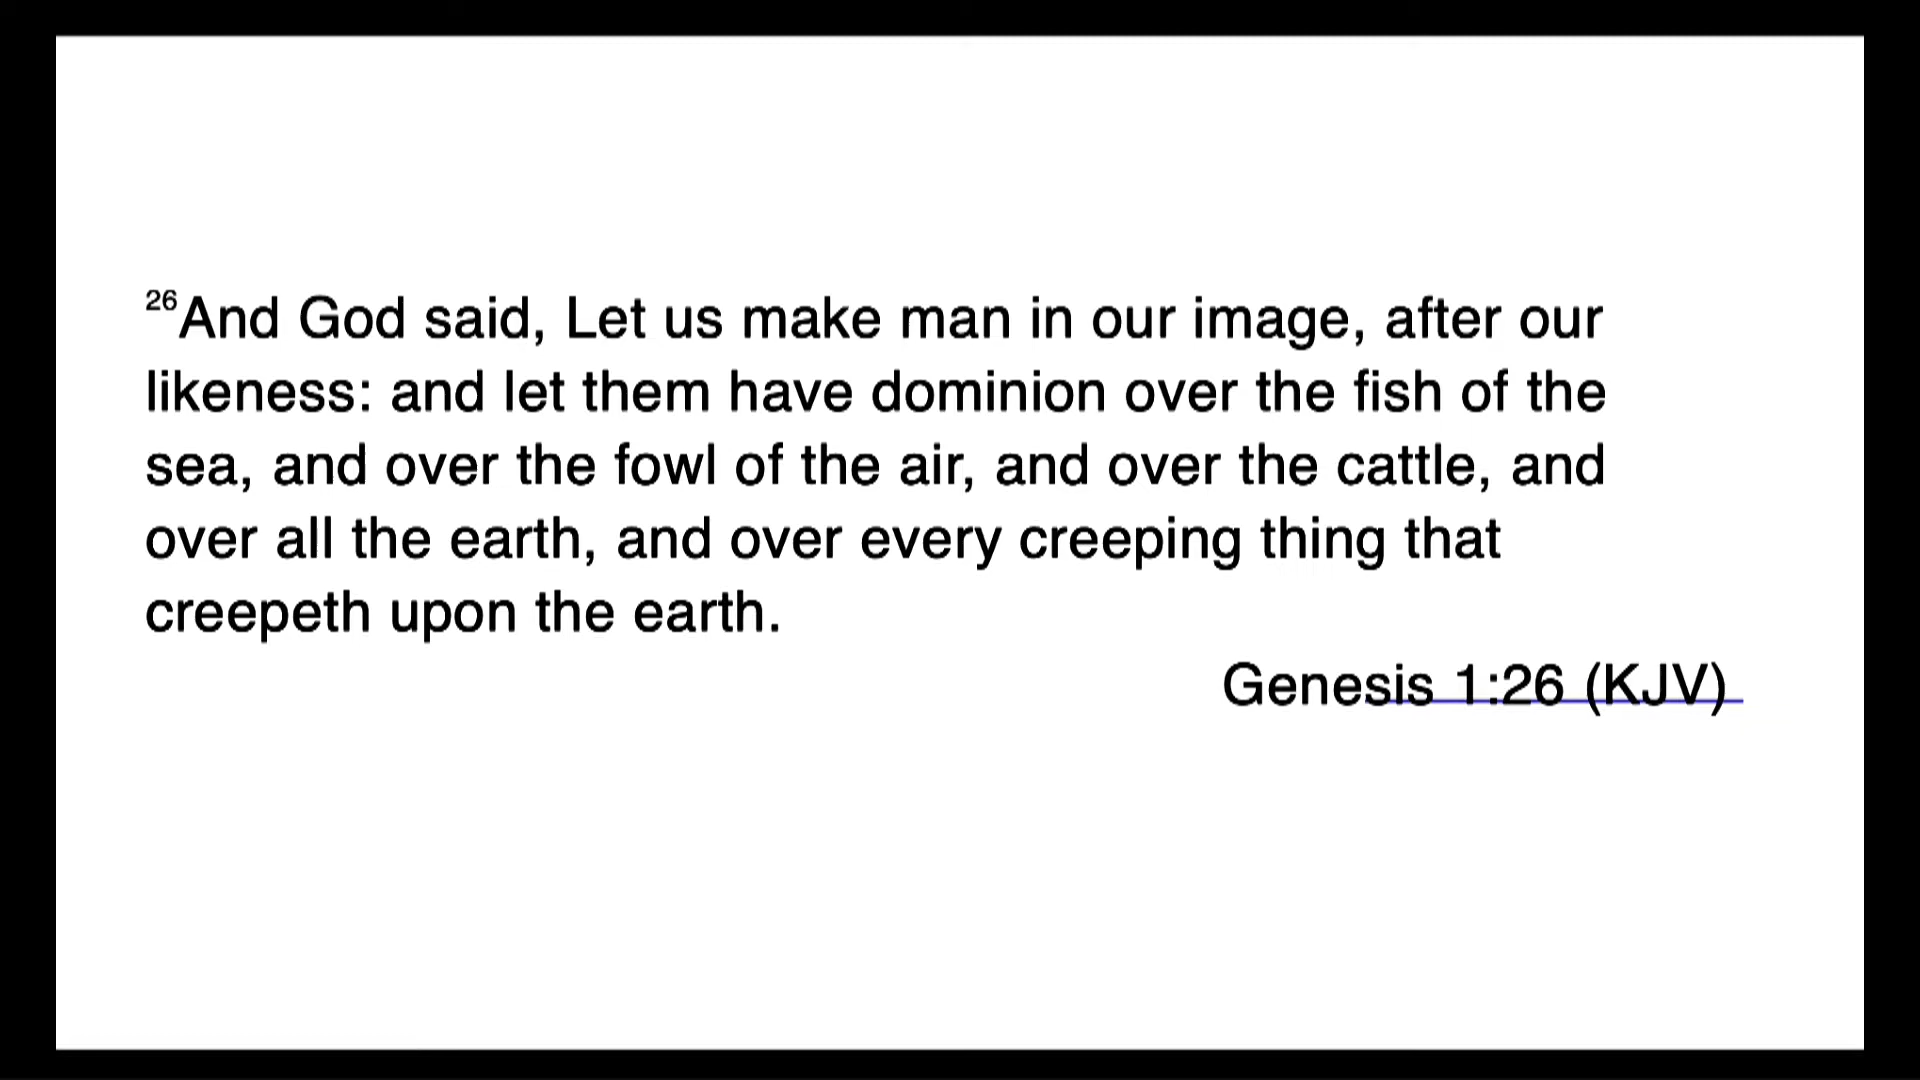 26And God said, Let us make man in our image, after our
likeness: and let them have dominion over the fish of the
sea, and over the fowl of the air, and over the cattle, and
over all the earth, and over every creeping thing that
creepeth upon the earth.
Genesis 1:26 (KJV)